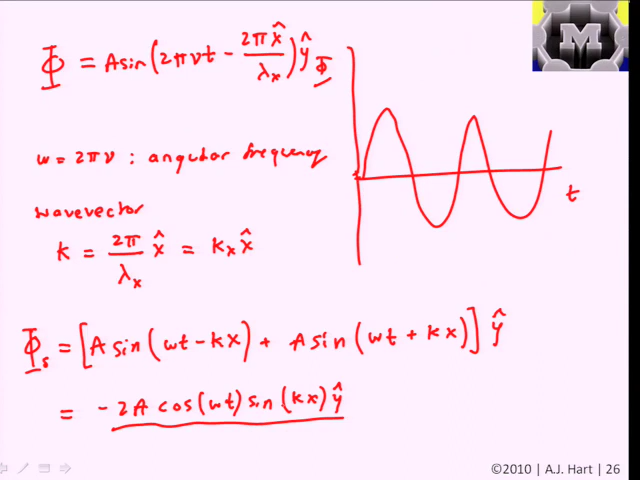 Φ = A sin(2πνt - 2πx̂/λₓ)ŷ
Φ
ω = 2πν : angular frequency
t
wavevector
k = 2π/λₓ x̂ = kₓ x̂
Φₛ = [A sin(ωt - kx) + A sin(ωt + kx)] ŷ
= -2A cos(ωt) sin(kx) ŷ
M
©2010 | A.J. Hart | 26